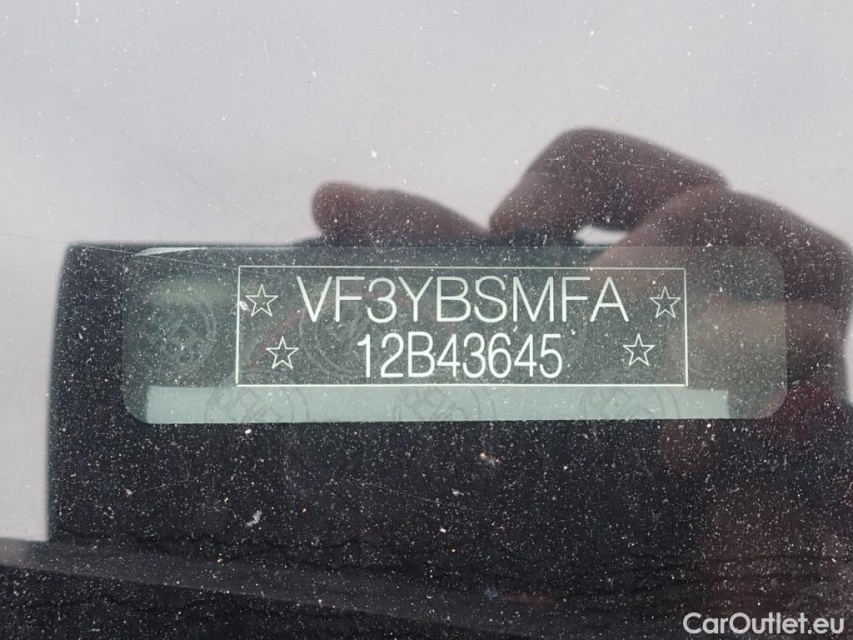 ☆ VF3YBSMFA ☆
☆ 12B43645 ☆
CarOutlet.eu